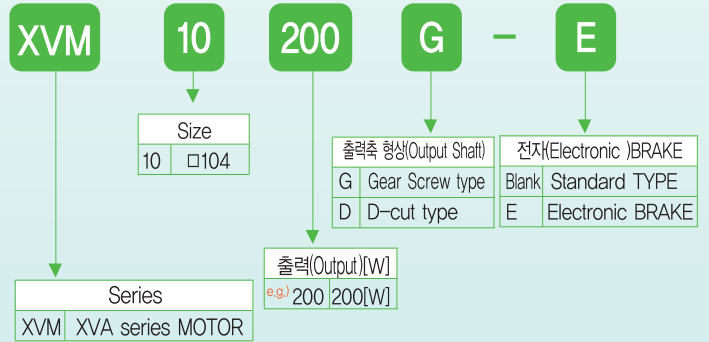 XVM 10 200 G - E
Size
10 □104
출력축 형상(Output Shaft)
G Gear Screw type
D D-cut type
전자(Electronic )BRAKE
Blank Standard TYPE
E Electronic BRAKE
출력(Output)[W]
e.g.) 200 200[W]
Series
XVM XVA series MOTOR